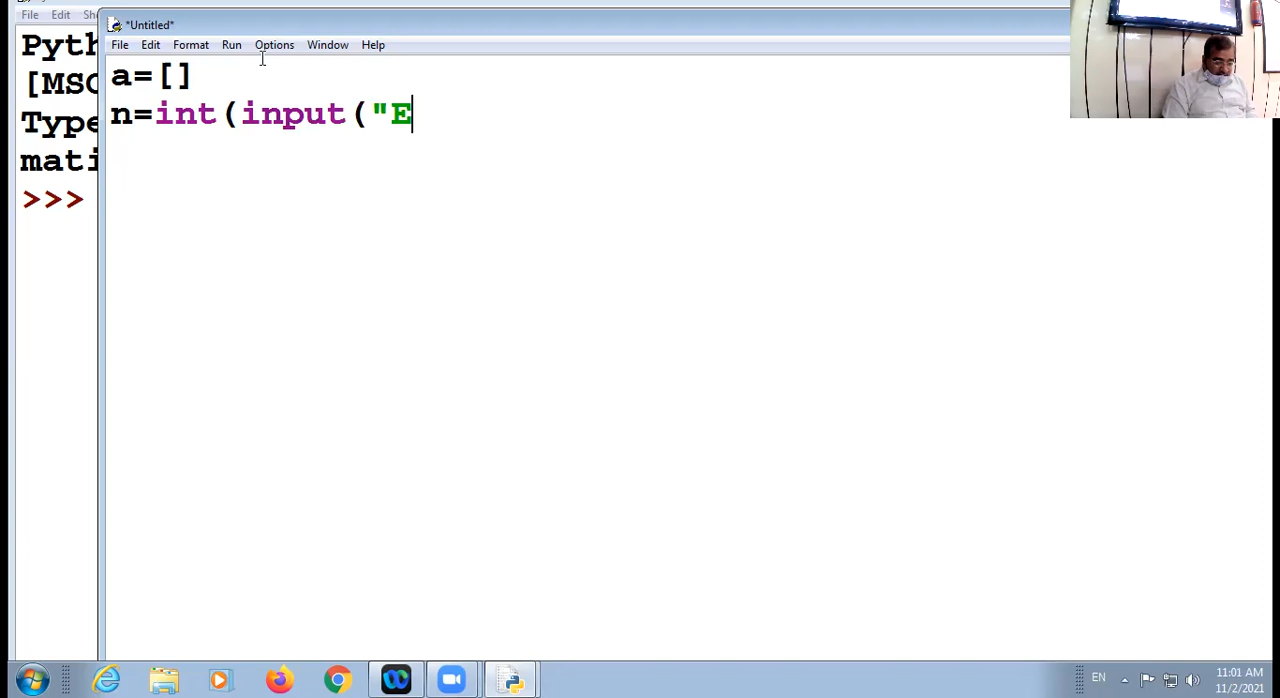 File Edit Sh
*Untitled*
File Edit Format Run Options Window Help
Pyth
[MSC
Type
mati
>>>
a=[]
n=int(input("E
EN
11:01 AM
11/2/2021